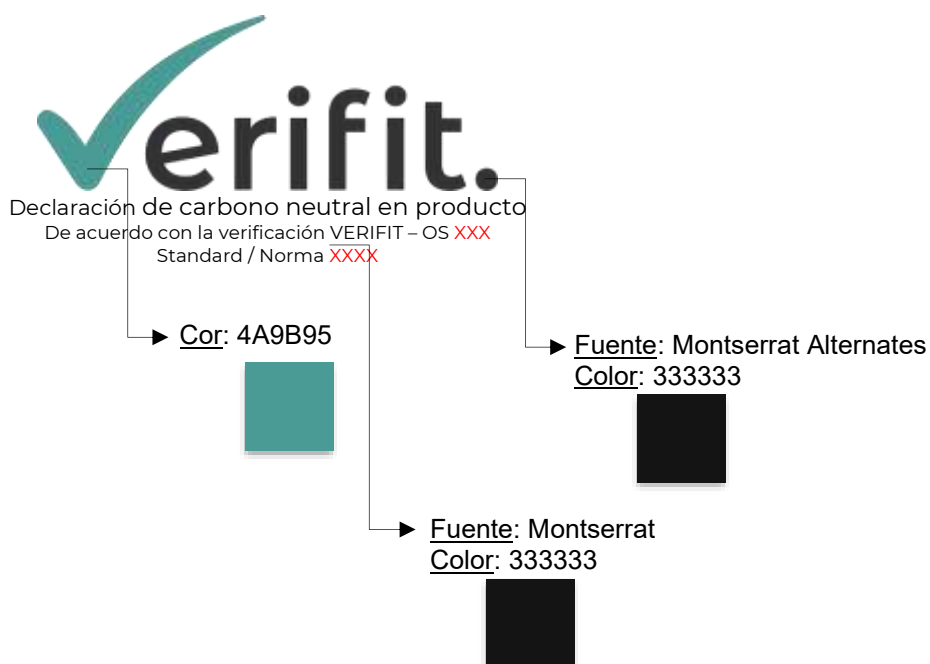 Verifit.
Declaración de carbono neutral en producto
De acuerdo con la verificación VERIFIT – OS XXX
Standard / Norma XXXX
Cor: 4A9B95
Fuente: Montserrat Alternates
Color: 333333
Fuente: Montserrat
Color: 333333